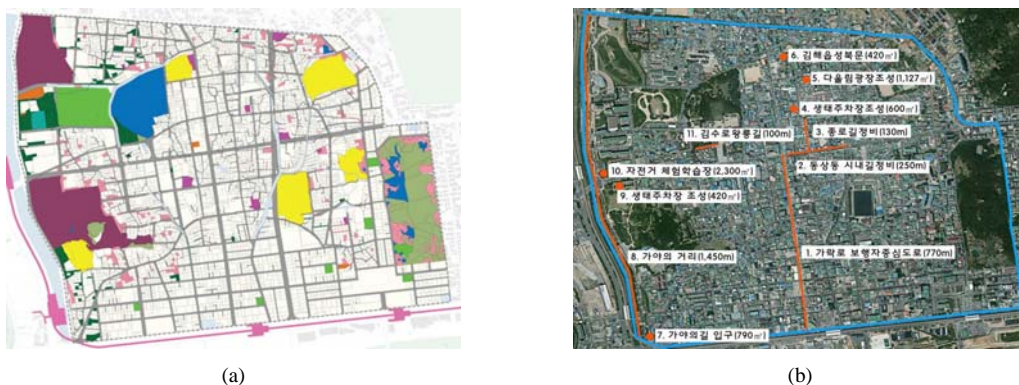 6. 김해읍성북문(420㎡)
5. 다울림광장조성(1,127㎡)
4. 생태주차장조성(600㎡)
3. 종로길정비(130m)
11. 김수로왕릉길(100m)
2. 동상동 시내길정비(250m)
10. 자전거 체험학습장(2,300㎡)
9. 생태주차장 조성(420㎡)
8. 가야의 거리(1,450m)
1. 가락로 보행자중심도로(770m)
7. 가야의길 입구(790㎡)
(a)
(b)